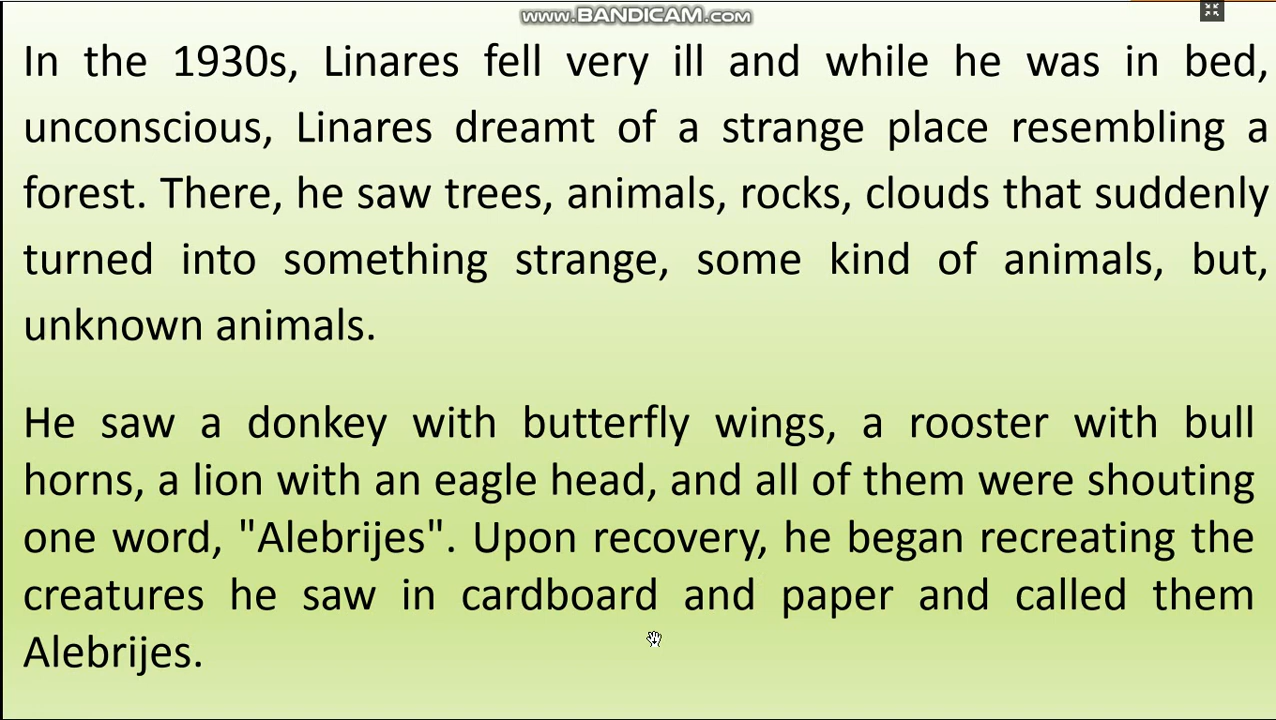 www.BANDICAM.com
In the 1930s, Linares fell very ill and while he was in bed,
unconscious, Linares dreamt of a strange place resembling a
forest. There, he saw trees, animals, rocks, clouds that suddenly
turned into something strange, some kind of animals, but,
unknown animals.
He saw a donkey with butterfly wings, a rooster with bull
horns, a lion with an eagle head, and all of them were shouting
one word, "Alebrijes". Upon recovery, he began recreating the
creatures he saw in cardboard and paper and called them
Alebrijes.